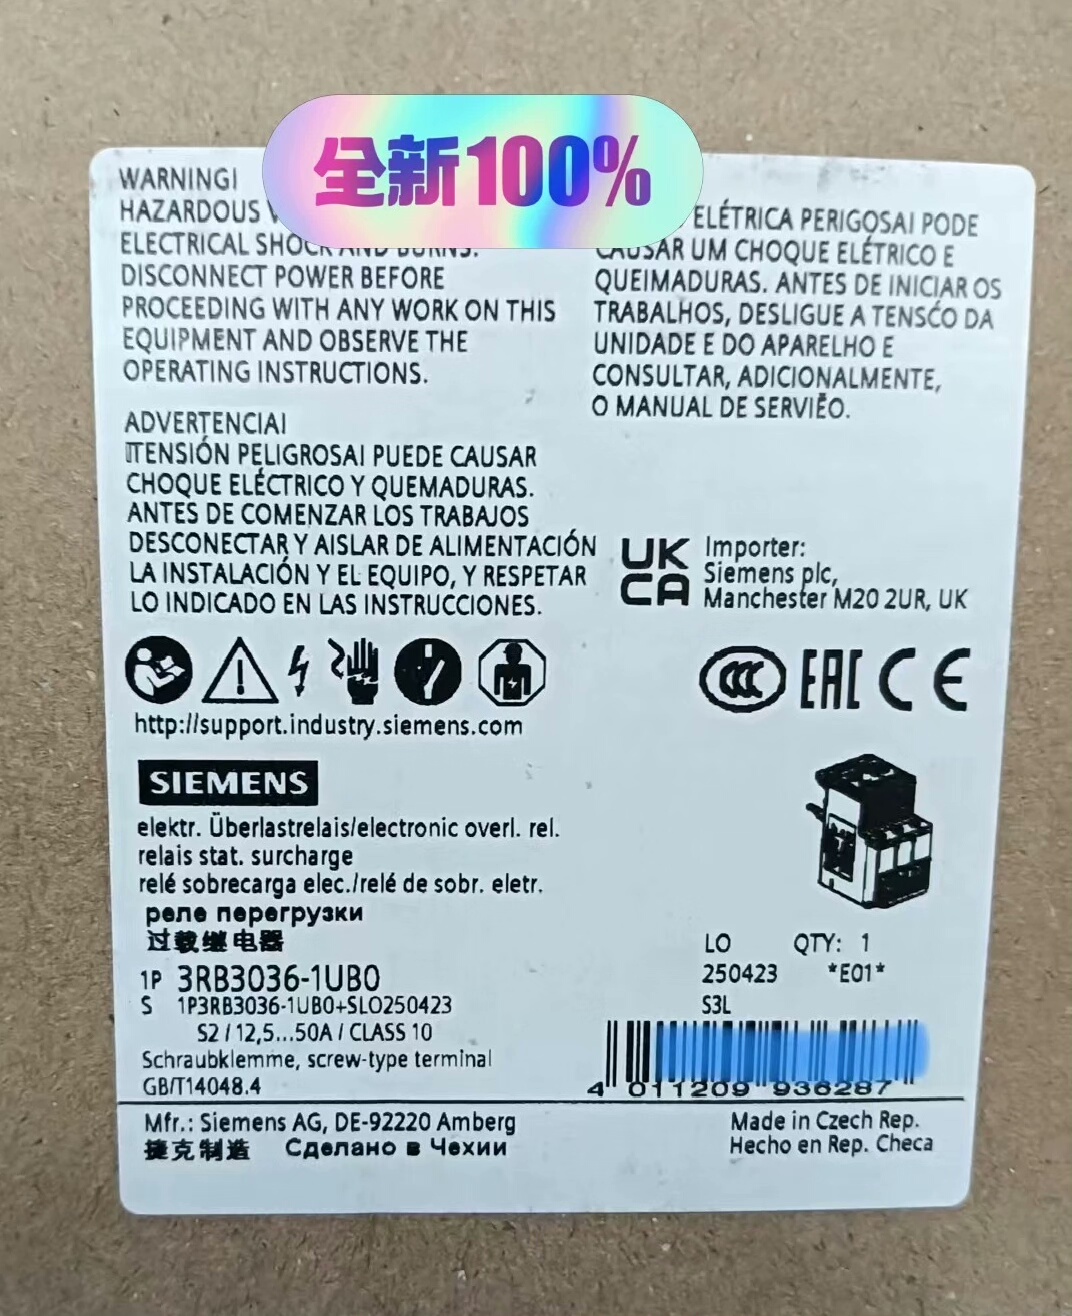 全新100%
WARNING!
HAZARDOUS
ELECTRICAL SHOCK AND BURNS.
DISCONNECT POWER BEFORE
PROCEEDING WITH ANY WORK ON THIS
EQUIPMENT AND OBSERVE THE
OPERATING INSTRUCTIONS.
ELÉTRICA PERIGOSAI PODE
CAUSAR UM CHOQUE ELÉTRICO E
QUEIMADURAS. ANTES DE INICIAR OS
TRABALHOS, DESLIGUE A TENSĆO DA
UNIDADE E DO APARELHO E
CONSULTAR, ADICIONALMENTE,
O MANUAL DE SERVIĒO.
ADVERTENCIAI
TENSIÓN PELIGROSAI PUEDE CAUSAR
CHOQUE ELÉCTRICO Y QUEMADURAS.
ANTES DE COMENZAR LOS TRABAJOS
DESCONECTAR Y AISLAR DE ALIMENTACIÓN
LA INSTALACIÓN Y EL EQUIPO, Y RESPETAR
LO INDICADO EN LAS INSTRUCCIONES.
UK
CA
Importer:
Siemens plc,
Manchester M20 2UR, UK
CCC EAC CE
http://support.industry.siemens.com
SIEMENS
elektr. Überlastrelais/electronic overl. rel.
relais stat. surcharge
relé sobrecarga elec./relé de sobr. eletr.
реле перегрузки
过载继电器
1P 3RB3036-1UB0
S 1P3RB3036-1UB0+SLO250423
S2 / 12,5...50A / CLASS 10
Schraubklemme, screw-type terminal
GB/T14048.4
LO QTY: 1
250423 *E01*
S3L
4 011209 936287
Mfr.: Siemens AG, DE-92220 Amberg
捷克制造 Сделано в Чехии
Made in Czech Rep.
Hecho en Rep. Checa